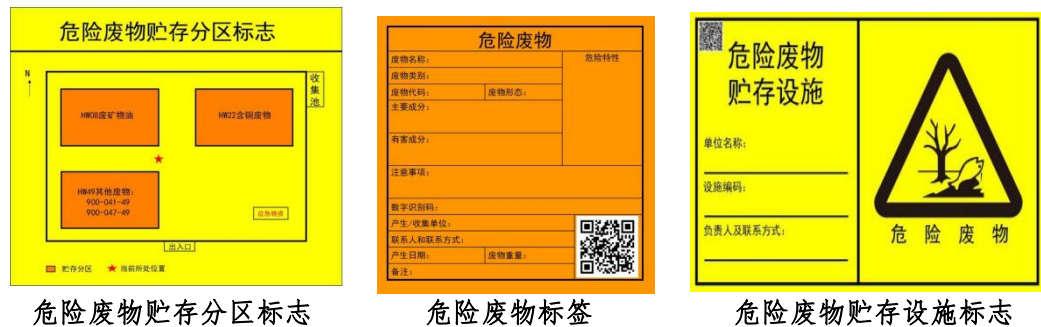 危险废物贮存分区标志
N
收集池
HW08废矿物油
HW22含铜废物
HW49其他废物：
900-041-49
900-047-49
应急物资
出入口
贮存分区
当前所处位置
危险废物贮存分区标志
危险废物
废物名称：
危险特性
废物类别：
废物代码：
废物形态：
主要成分：
有害成分：
注意事项：
数字识别码：
产生/收集单位：
联系人和联系方式：
产生日期：
废物重量：
备注：
危险废物标签
危险废物
贮存设施
单位名称：
设施编码：
负责人及联系方式：
危险废物
危险废物贮存设施标志